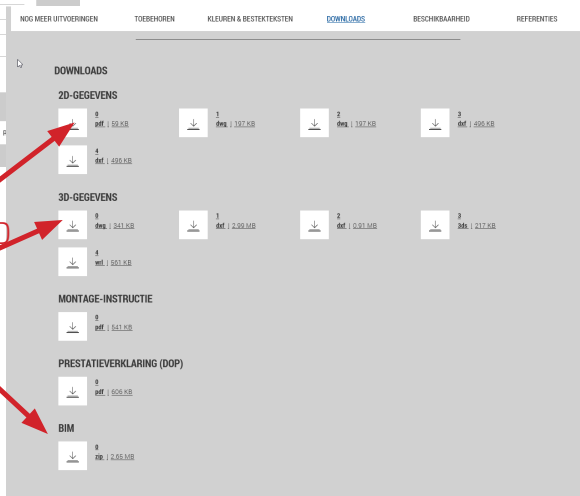 NOG MEER UITVOERINGEN TOEBEHOREN KLEUREN & BESTEKTEKSTEN DOWNLOADS BESCHIKBAARHEID REFERENTIES
DOWNLOADS
2D-GEGEVENS
0 1 2 3
pdf | 59 KB dwg | 197 KB dwg | 197 KB dxf | 496 KB
4
dxf | 496 KB
3D-GEGEVENS
0 1 2 3
dwg | 341 KB dxf | 2.99 MB dxf | 0.91 MB 3ds | 217 KB
4
wrl | 561 KB
MONTAGE-INSTRUCTIE
0
pdf | 541 KB
PRESTATIEVERKLARING (DOP)
0
pdf | 606 KB
BIM
0
zip | 2.65 MB